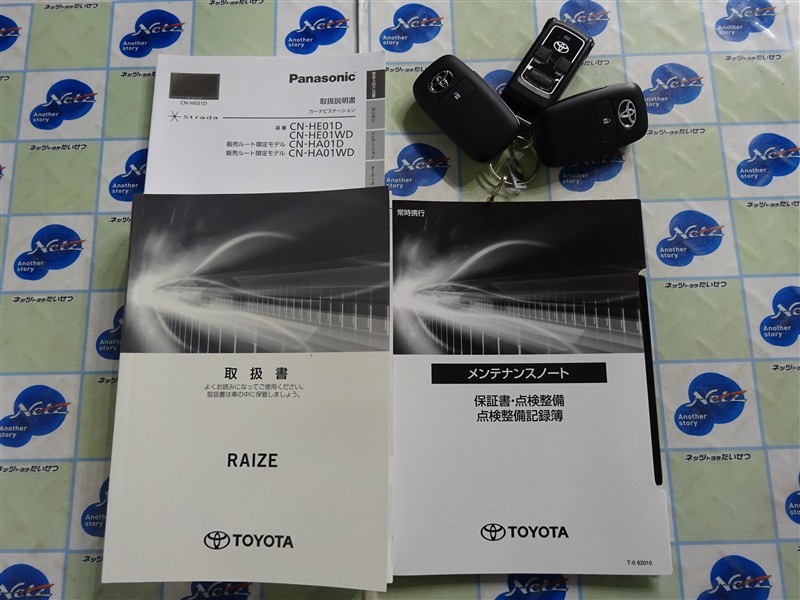 Panasonic
CN-HE01D
取扱説明書
カーナビステーション
Strada
品番 CN-HE01D
CN-HE01WD
販売ルート限定モデル CN-HA01D
販売ルート限定モデル CN-HA01WD
取扱書
よくお読みになってご使用ください。
取扱書は車の中に保管しましょう。
RAIZE
TOYOTA
常時携行
メンテナンスノート
保証書・点検整備
点検整備記録簿
TOYOTA
T-0 62010
Netz
Another
story
ネッツトヨタたいせつ